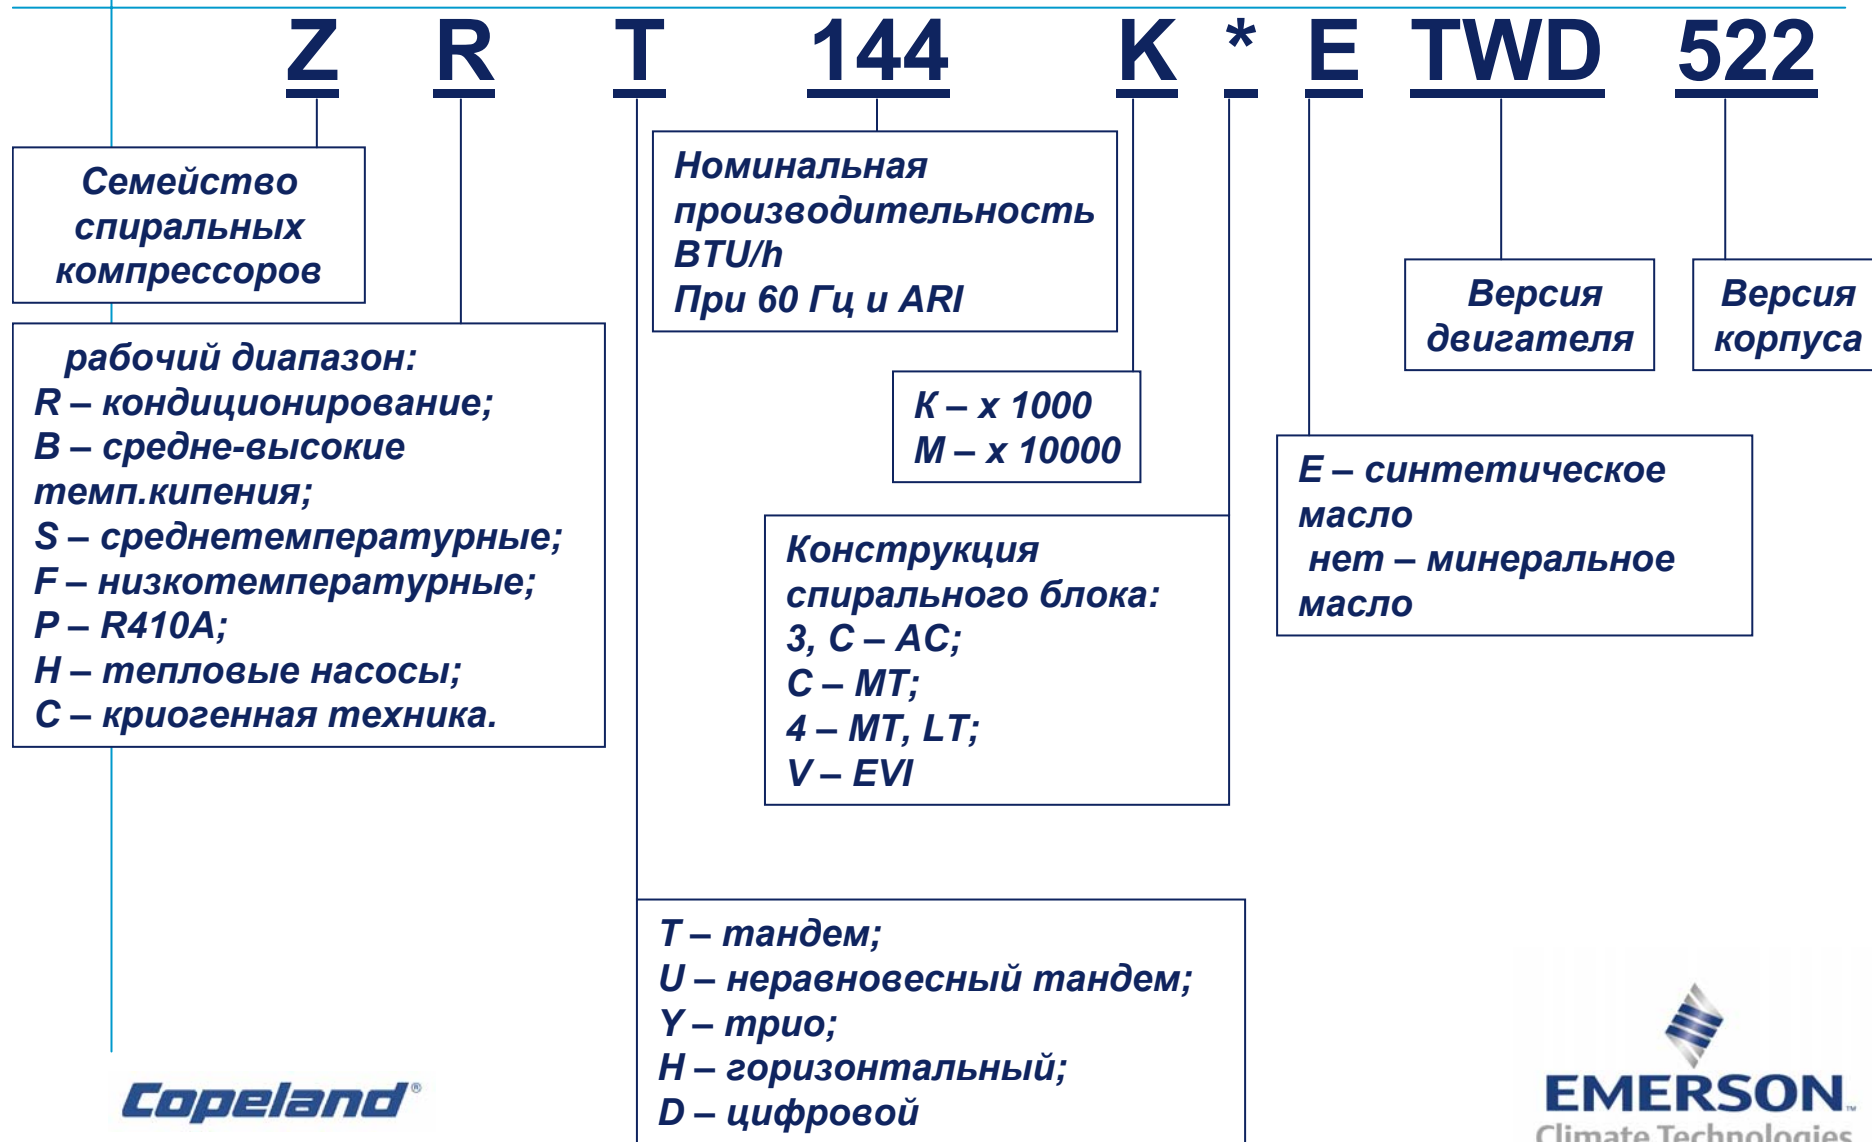 Z R T 144 K * E TWD 522
Семейство
спиральных
компрессоров
Номинальная
производительность
BTU/h
При 60 Гц и ARI
Версия
двигателя
Версия
корпуса
рабочий диапазон:
R – кондиционирование;
B – средне-высокие
темп.кипения;
S – среднетемпературные;
F – низкотемпературные;
P – R410A;
H – тепловые насосы;
C – криогенная техника.
К – х 1000
М – х 10000
E – синтетическое
масло
нет – минеральное
масло
Конструкция
спирального блока:
3, C – AC;
C – MT;
4 – MT, LT;
V – EVI
T – тандем;
U – неравновесный тандем;
Y – трио;
H – горизонтальный;
D – цифровой
Copeland®
EMERSON™
Climate Technologies